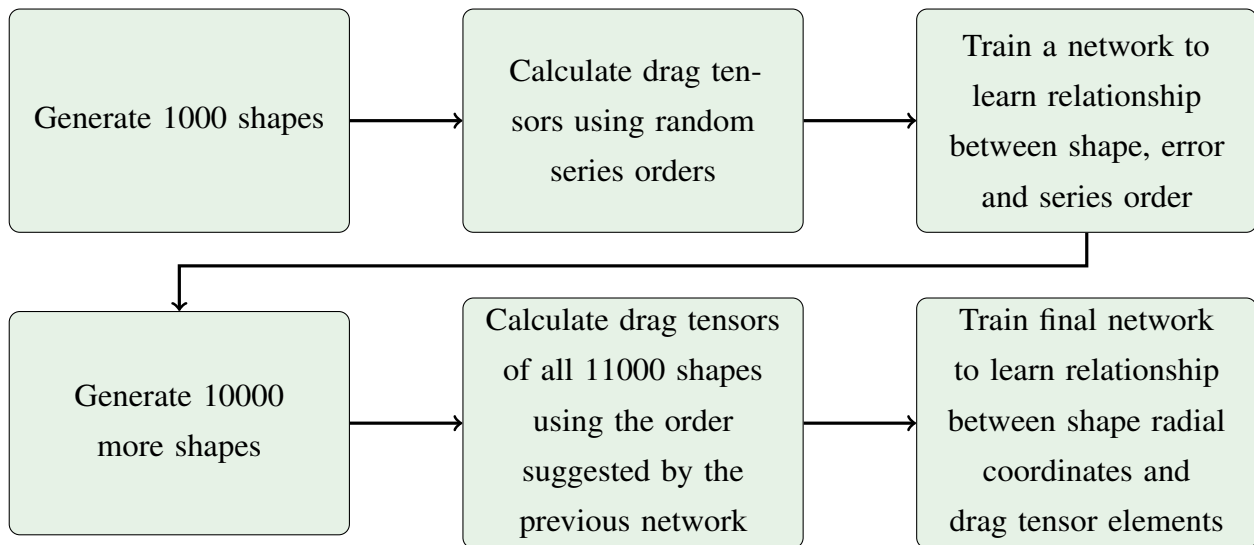 Generate 1000 shapes
Calculate drag ten-
sors using random
series orders
Train a network to
learn relationship
between shape, error
and series order
Generate 10000
more shapes
Calculate drag tensors
of all 11000 shapes
using the order
suggested by the
previous network
Train final network
to learn relationship
between shape radial
coordinates and
drag tensor elements